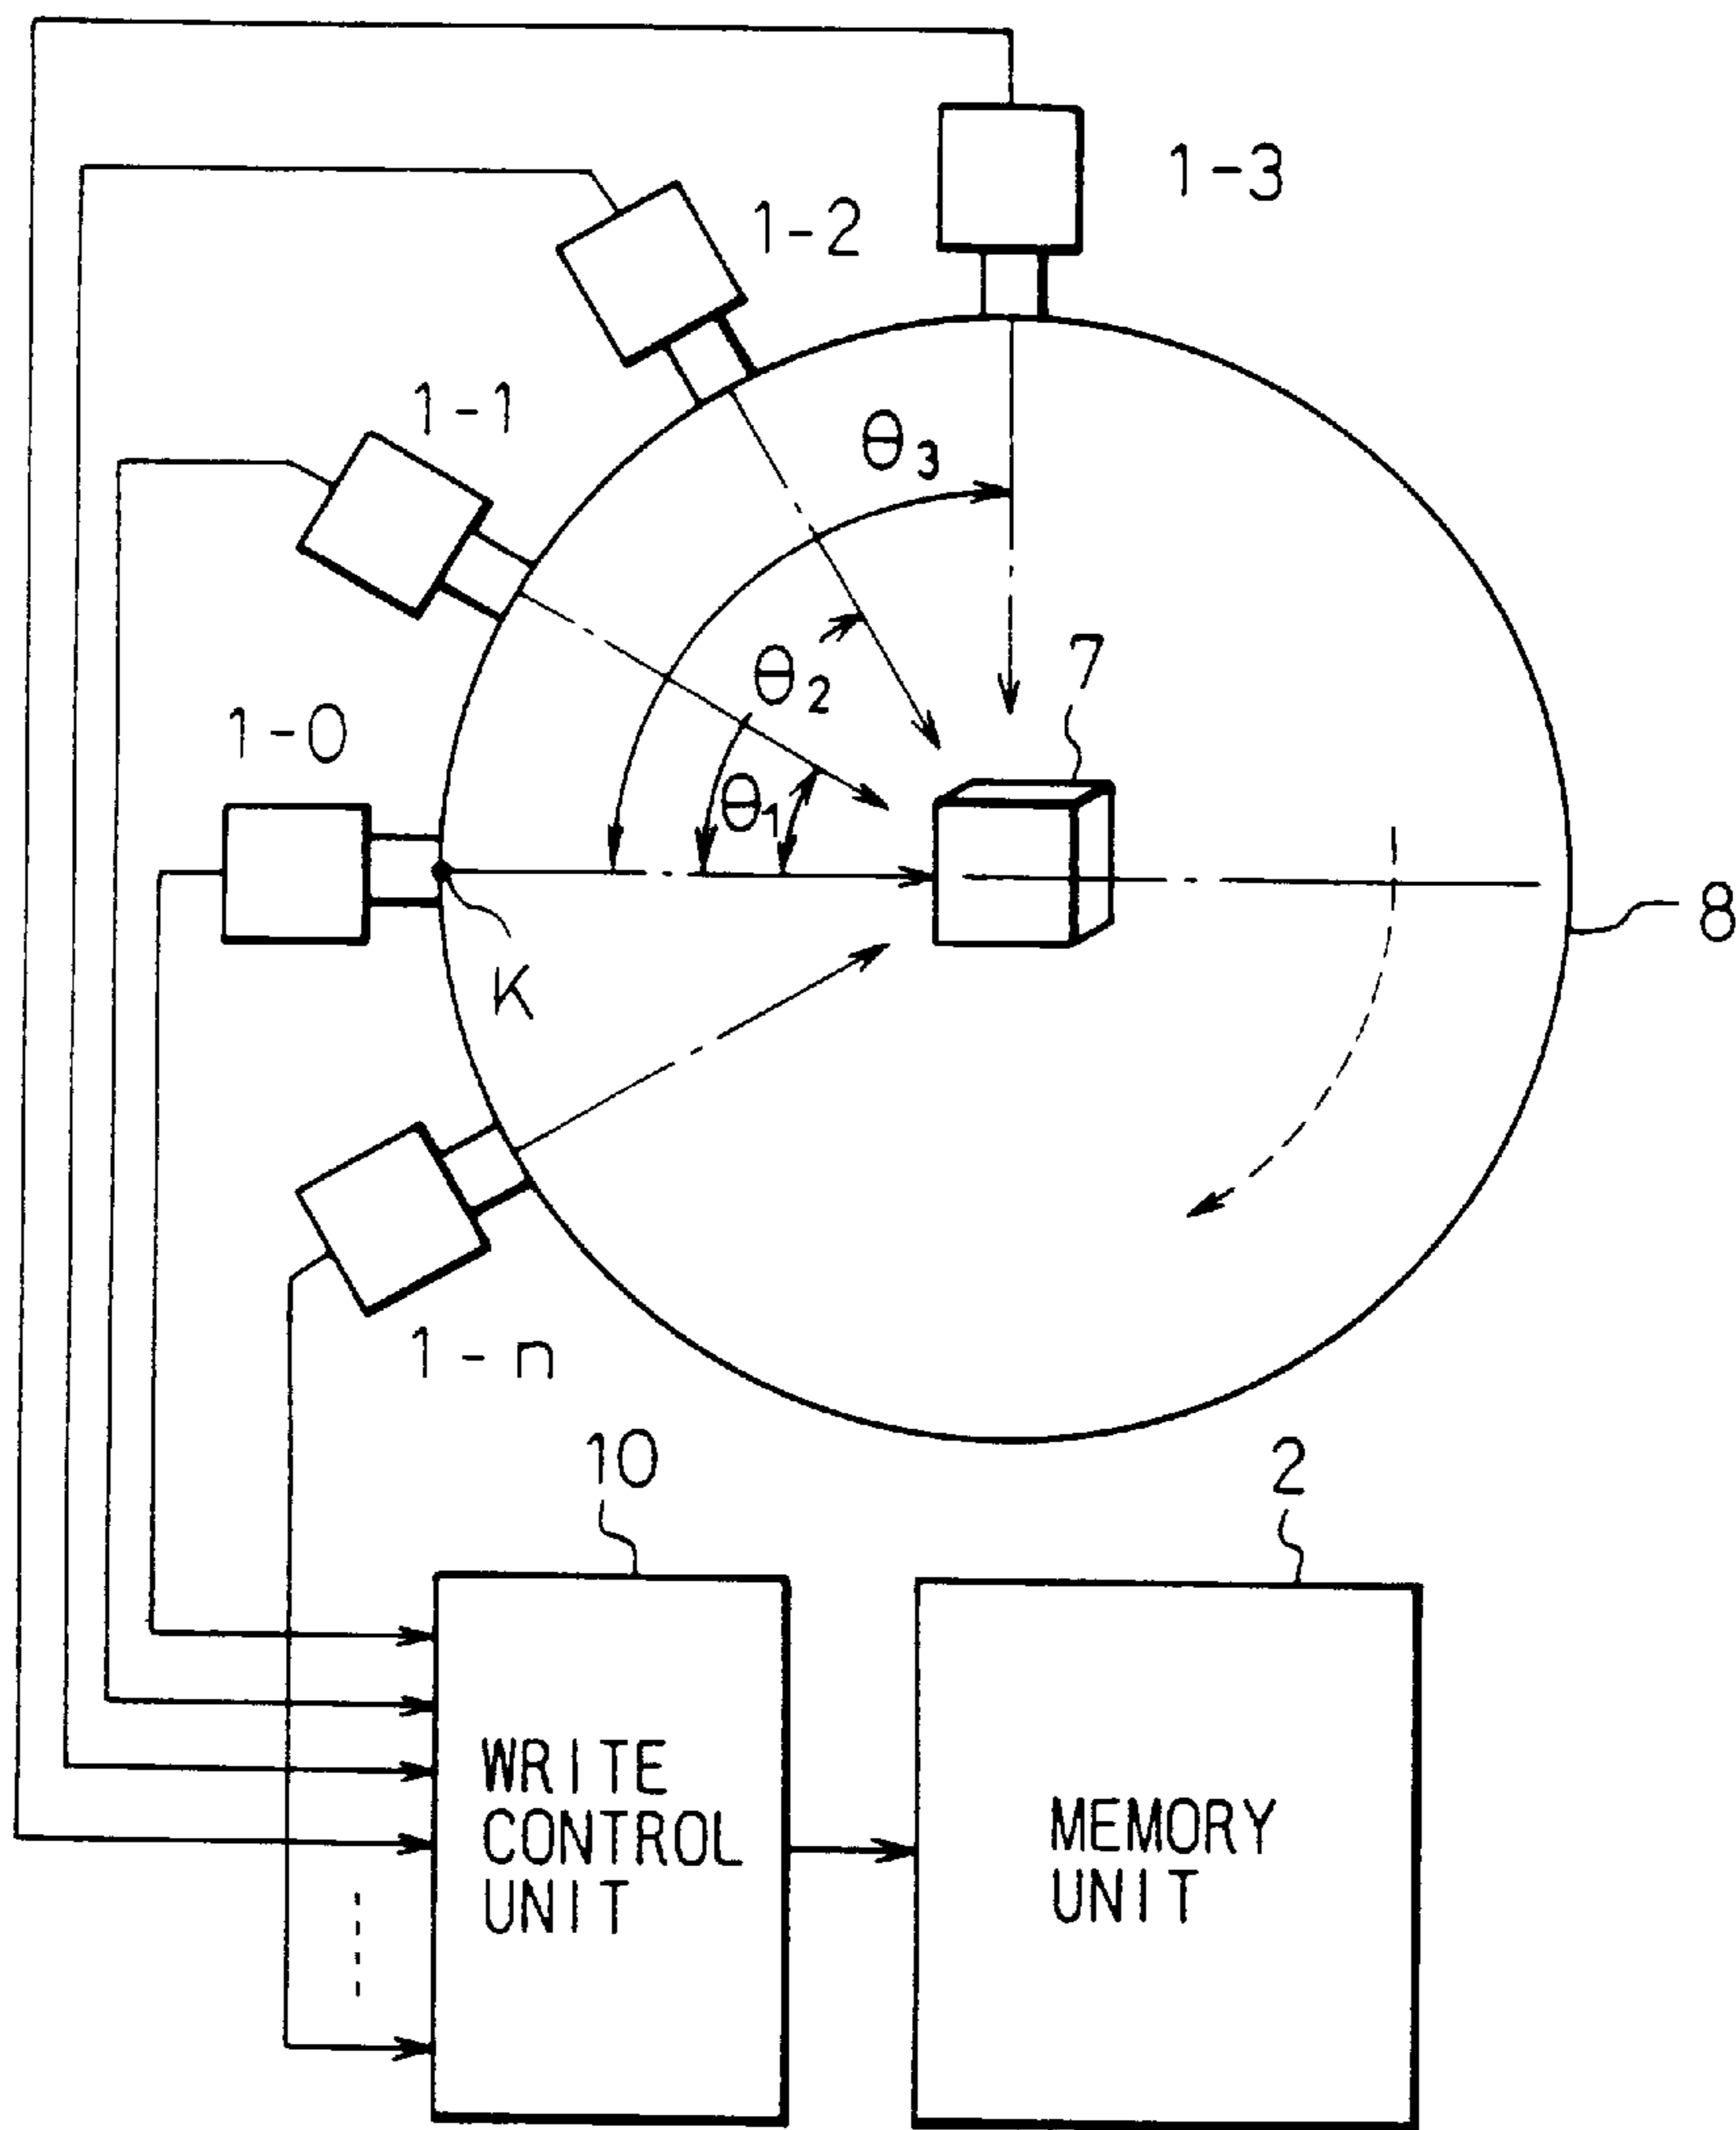 1-3
1-2
1-1
θ3
θ2
7
1-0
θ1
8
K
1-n
10
2
WRITE
CONTROL
UNIT
MEMORY
UNIT